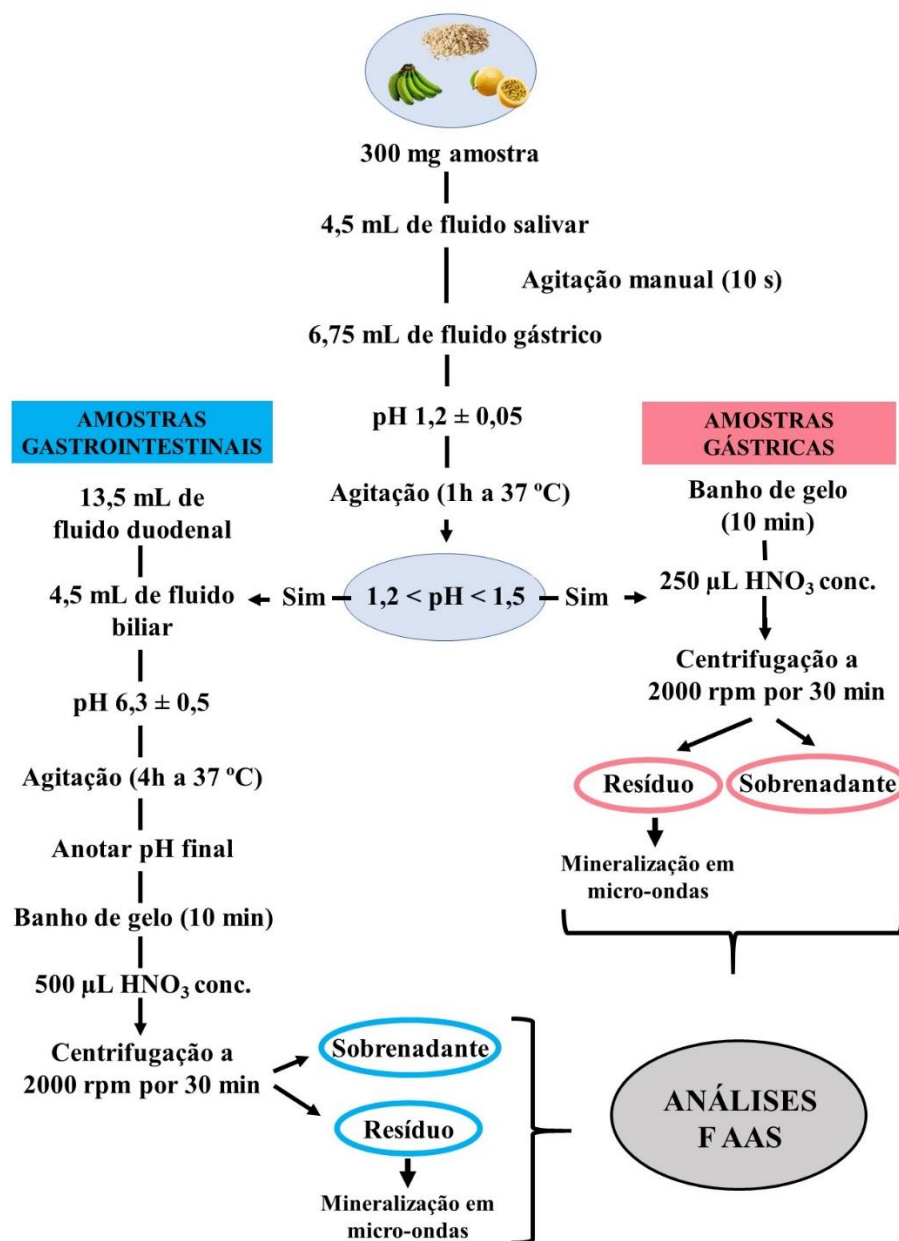 300 mg amostra
4,5 mL de fluido salivar
Agitação manual (10 s)
6,75 mL de fluido gástrico
pH 1,2 ± 0,05
Agitação (1h a 37 ºC)
Sim
1,2 < pH < 1,5
Sim
AMOSTRAS
GASTROINTESTINAIS
13,5 mL de
fluido duodenal
4,5 mL de fluido
biliar
pH 6,3 ± 0,5
Agitação (4h a 37 ºC)
Anotar pH final
Banho de gelo (10 min)
500 µL HNO₃ conc.
Centrifugação a
2000 rpm por 30 min
Sobrenadante
Resíduo
Mineralização em
micro-ondas
AMOSTRAS
GÁSTRICAS
Banho de gelo
(10 min)
250 µL HNO₃ conc.
Centrifugação a
2000 rpm por 30 min
Resíduo
Sobrenadante
Mineralização em
micro-ondas
ANÁLISES
F AAS